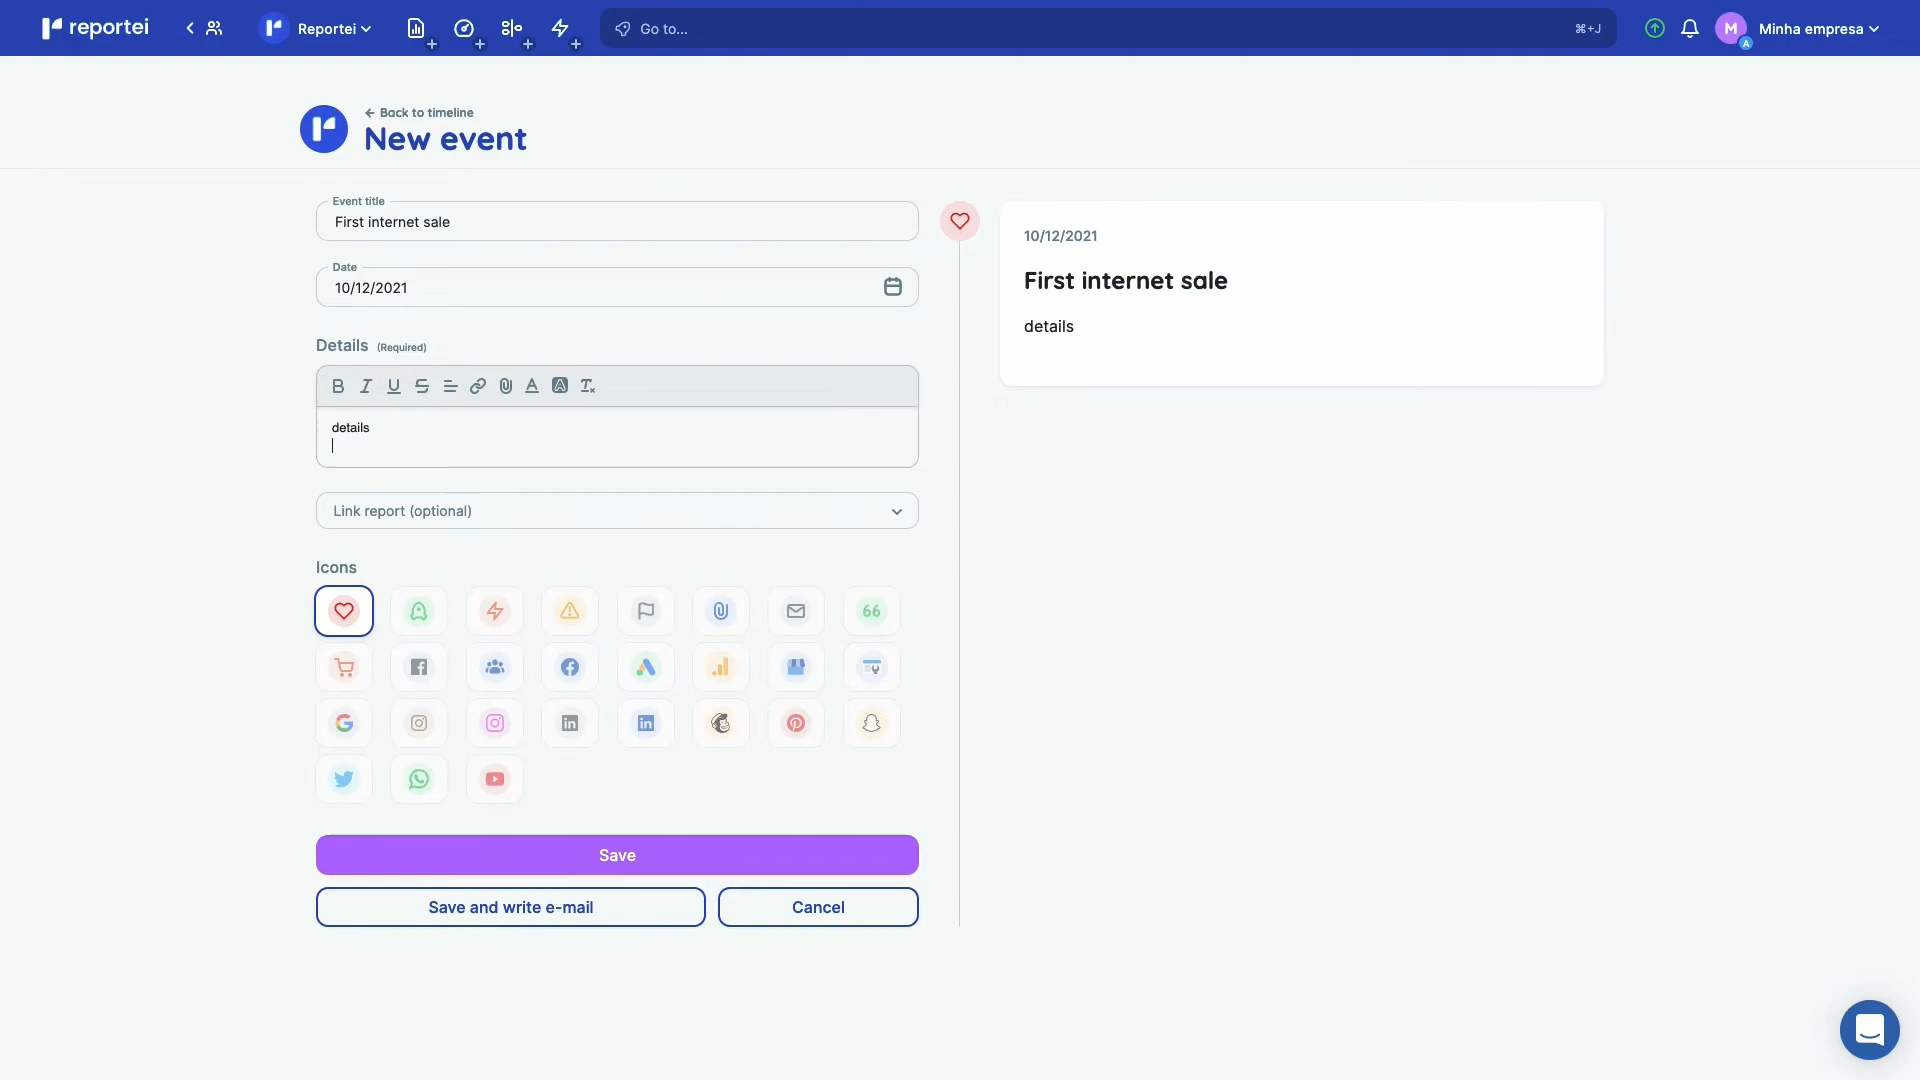 reportei
Reportei
Go to...
⌘+J
M
A
Minha empresa
← Back to timeline
New event
Event title
First internet sale
Date
10/12/2021
Details (Required)
details
Link report (optional)
Icons
Save
Save and write e-mail
Cancel
10/12/2021
First internet sale
details